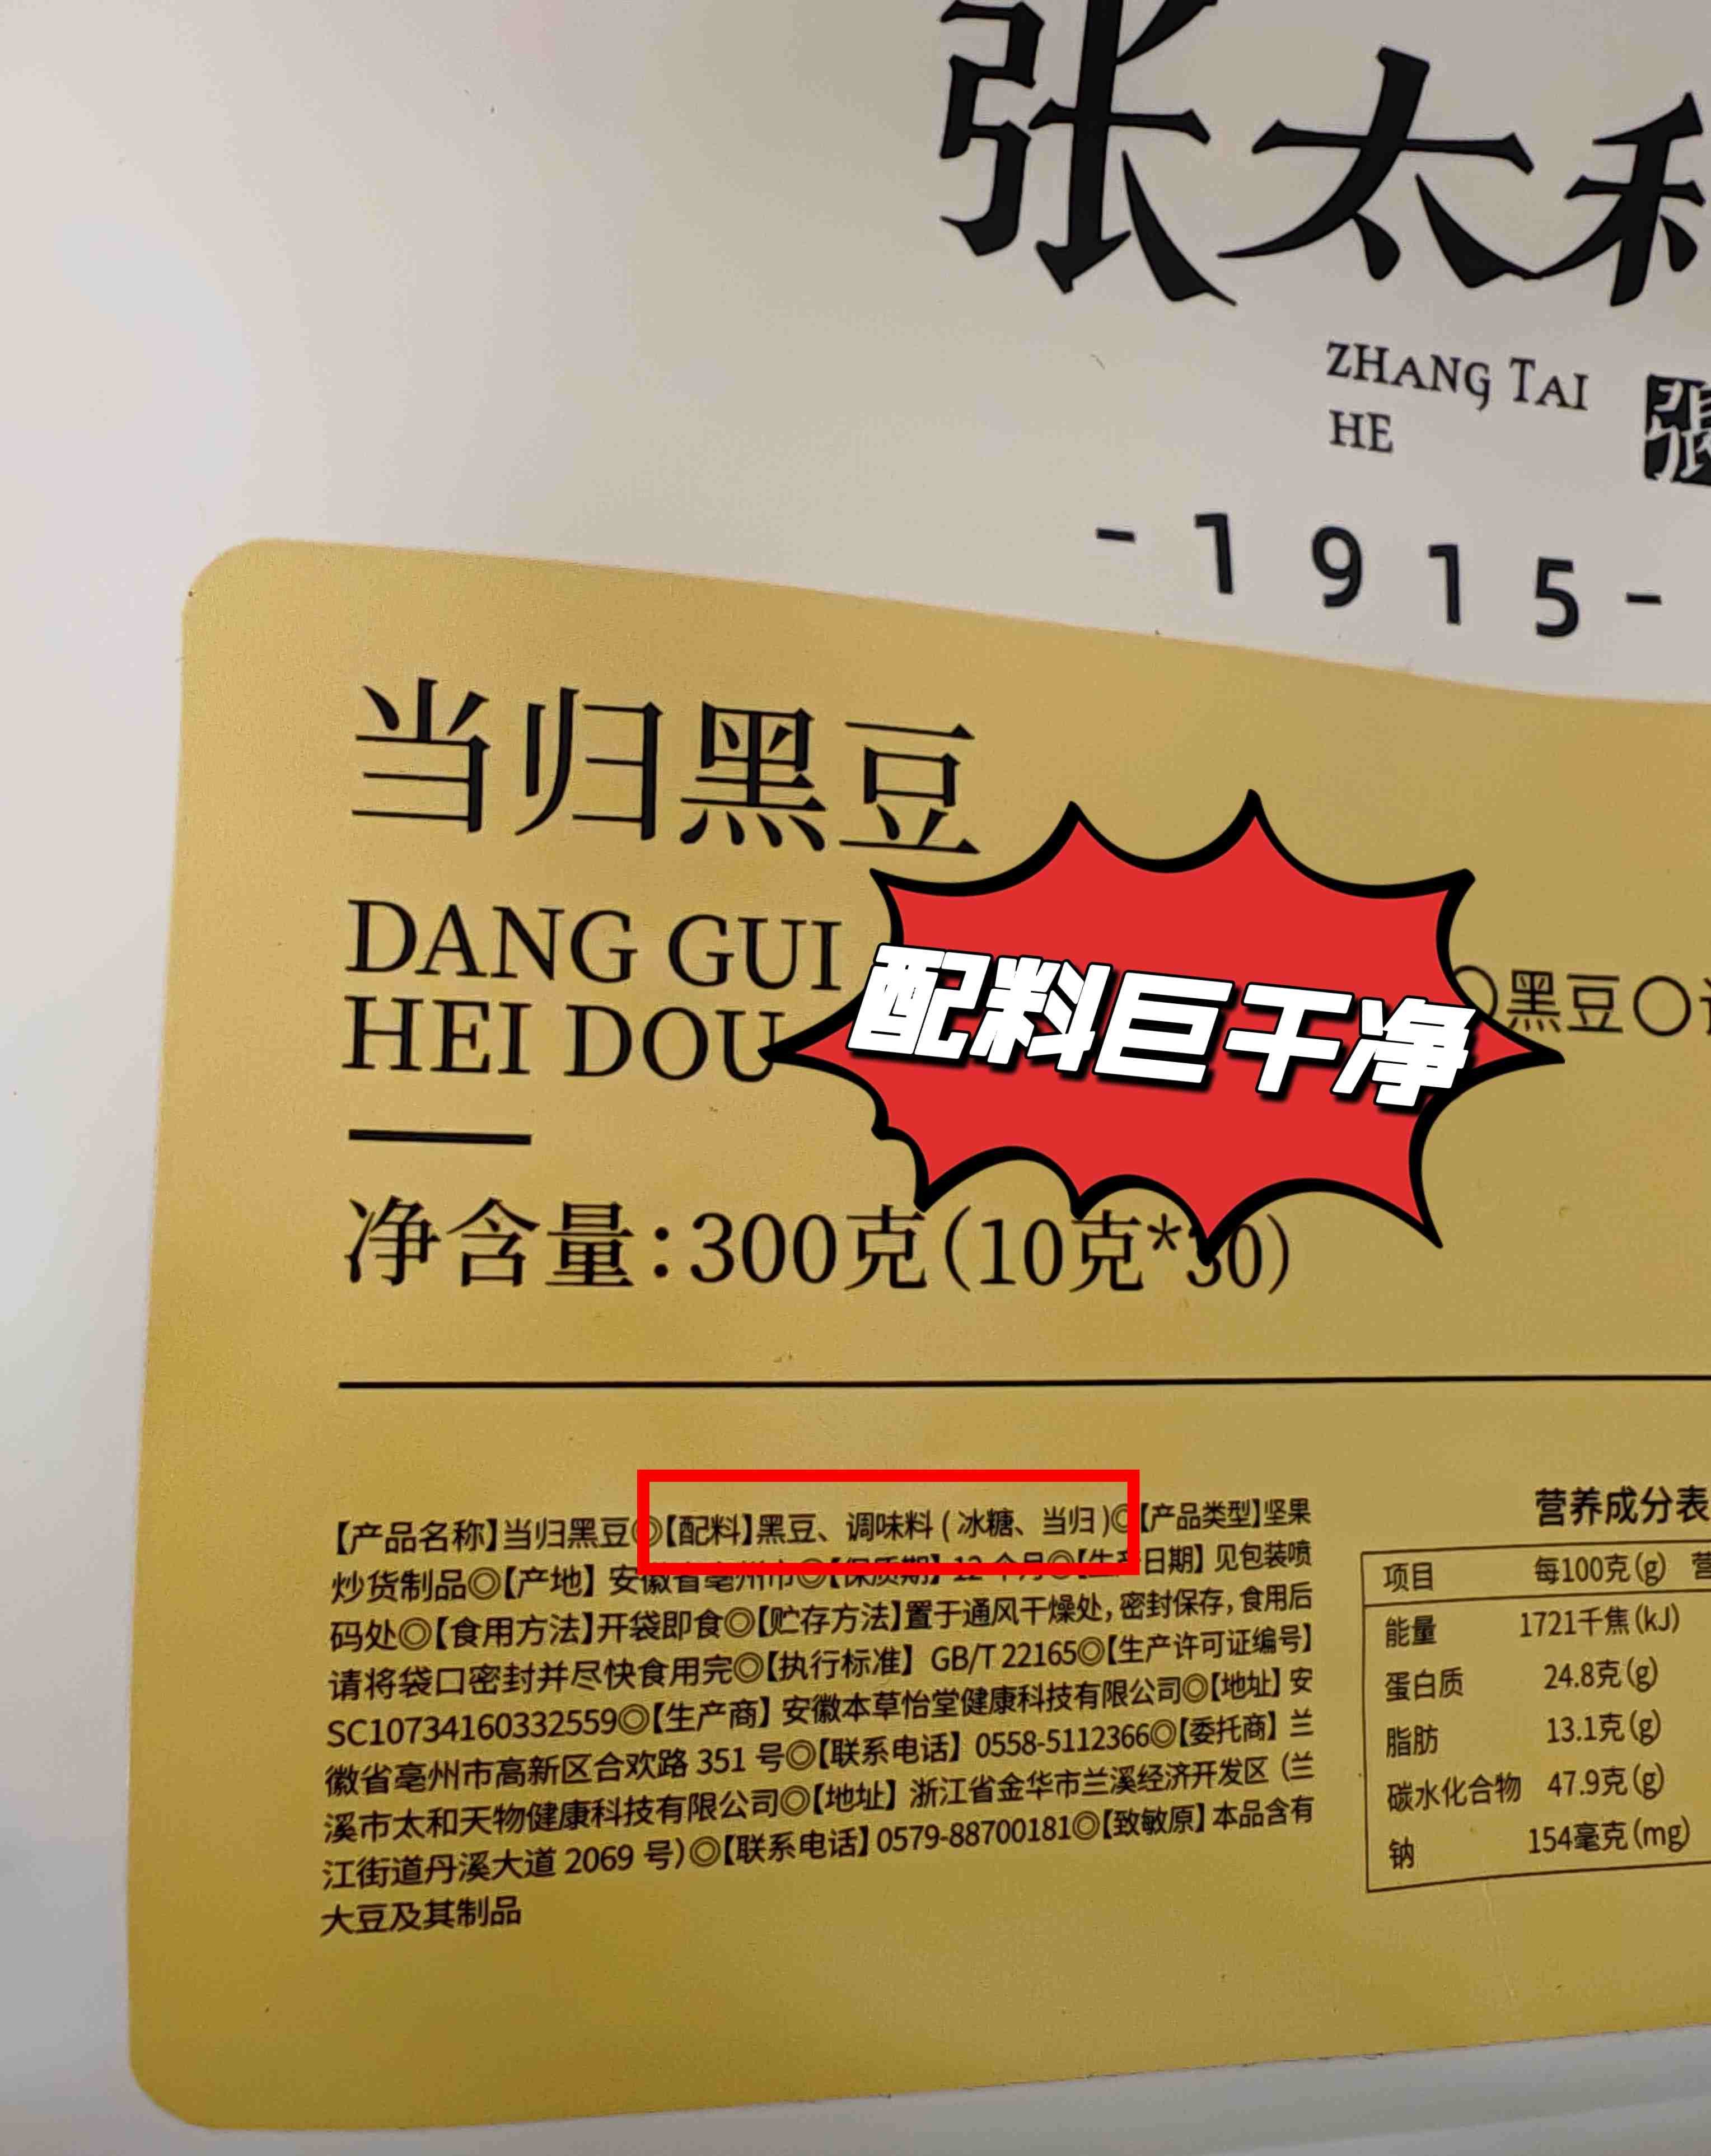 张太和
ZHANG TAI
HE
-1915-
当归黑豆
DANG GUI
HEI DOU
配料巨干净
黑豆〇
净含量:300克(10克*30)
【产品名称】当归黑豆◎【配料】黑豆、调味料(冰糖、当归)◎【产品类型】坚果
炒货制品◎【产地】安徽省亳州市◎【保质期】12个月◎【生产日期】见包装喷
码处◎【食用方法】开袋即食◎【贮存方法】置于通风干燥处,密封保存,食用后
请将袋口密封并尽快食用完◎【执行标准】GB/T 22165◎【生产许可证编号】
SC10734160332559◎【生产商】安徽本草怡堂健康科技有限公司◎【地址】安
徽省亳州市高新区合欢路 351 号◎【联系电话】0558-5112366◎【委托商】兰
溪市太和天物健康科技有限公司◎【地址】浙江省金华市兰溪经济开发区(兰
江街道丹溪大道 2069 号)◎【联系电话】0579-88700181◎【致敏原】本品含有
大豆及其制品
营养成分表
项目 每100克(g) 营
能量 1721千焦(kJ)
蛋白质 24.8克(g)
脂肪 13.1克(g)
碳水化合物 47.9克(g)
钠 154毫克(mg)